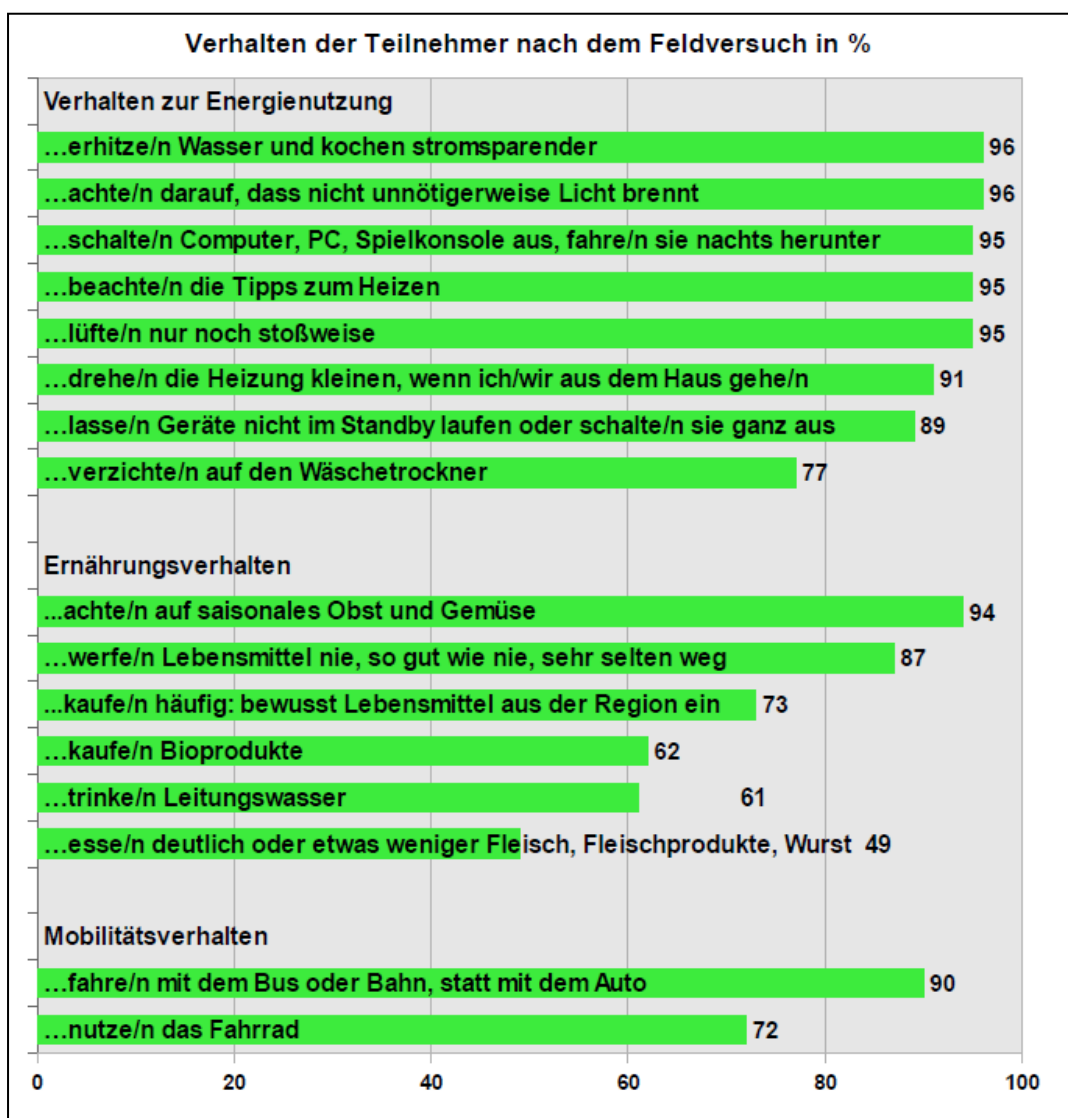 Verhalten der Teilnehmer nach dem Feldversuch in %
Verhalten zur Energienutzung
…erhitze/n Wasser und kochen stromsparender 96
…achte/n darauf, dass nicht unnötigerweise Licht brennt 96
…schalte/n Computer, PC, Spielkonsole aus, fahre/n sie nachts herunter 95
…beachte/n die Tipps zum Heizen 95
…lüfte/n nur noch stoßweise 95
…drehe/n die Heizung kleinen, wenn ich/wir aus dem Haus gehe/n 91
…lasse/n Geräte nicht im Standby laufen oder schalte/n sie ganz aus 89
…verzichte/n auf den Wäschetrockner 77
Ernährungsverhalten
...achte/n auf saisonales Obst und Gemüse 94
…werfe/n Lebensmittel nie, so gut wie nie, sehr selten weg 87
...kaufe/n häufig: bewusst Lebensmittel aus der Region ein 73
…kaufe/n Bioprodukte 62
…trinke/n Leitungswasser 61
…esse/n deutlich oder etwas weniger Fleisch, Fleischprodukte, Wurst 49
Mobilitätsverhalten
…fahre/n mit dem Bus oder Bahn, statt mit dem Auto 90
…nutze/n das Fahrrad 72
0 20 40 60 80 100